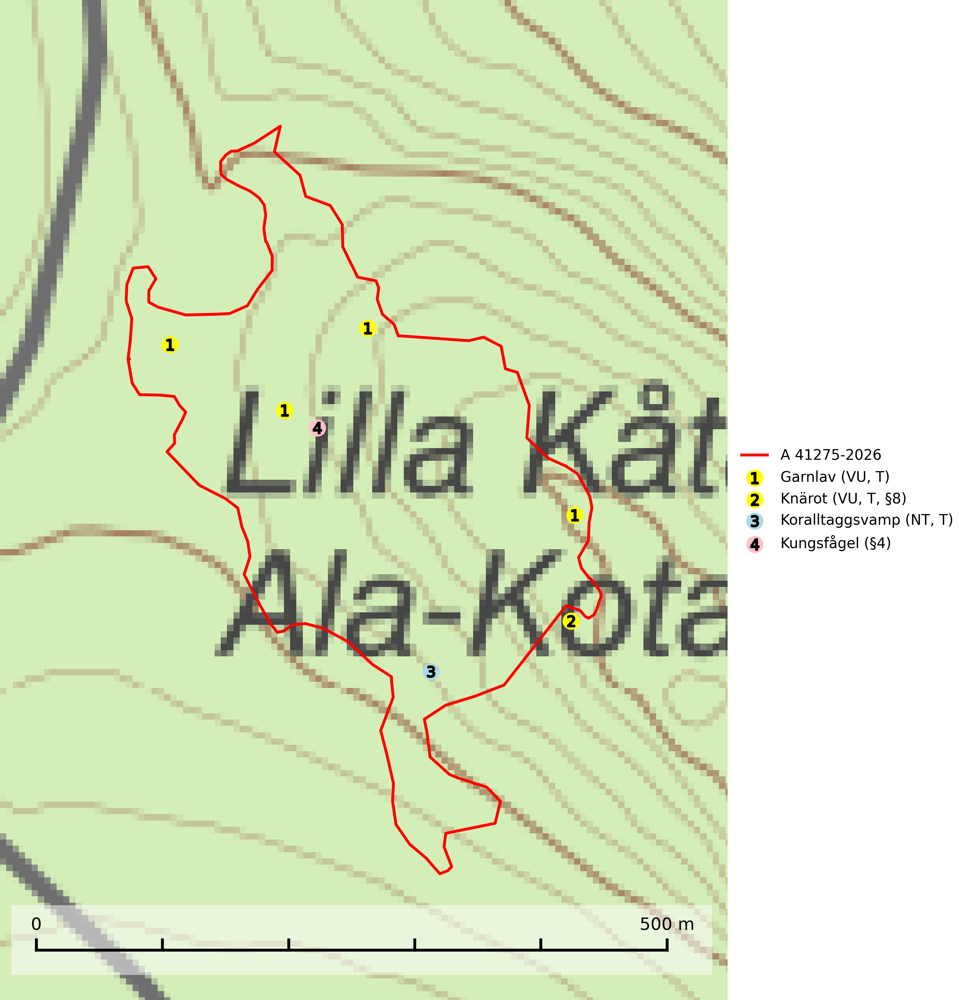 1
1
1
4
Lilla Kåt
1
Ala-Kota
2
3
0 500 m
A 41275-2026
1 Garnlav (VU, T)
2 Knärot (VU, T, §8)
3 Koralltaggsvamp (NT, T)
4 Kungsfågel (§4)